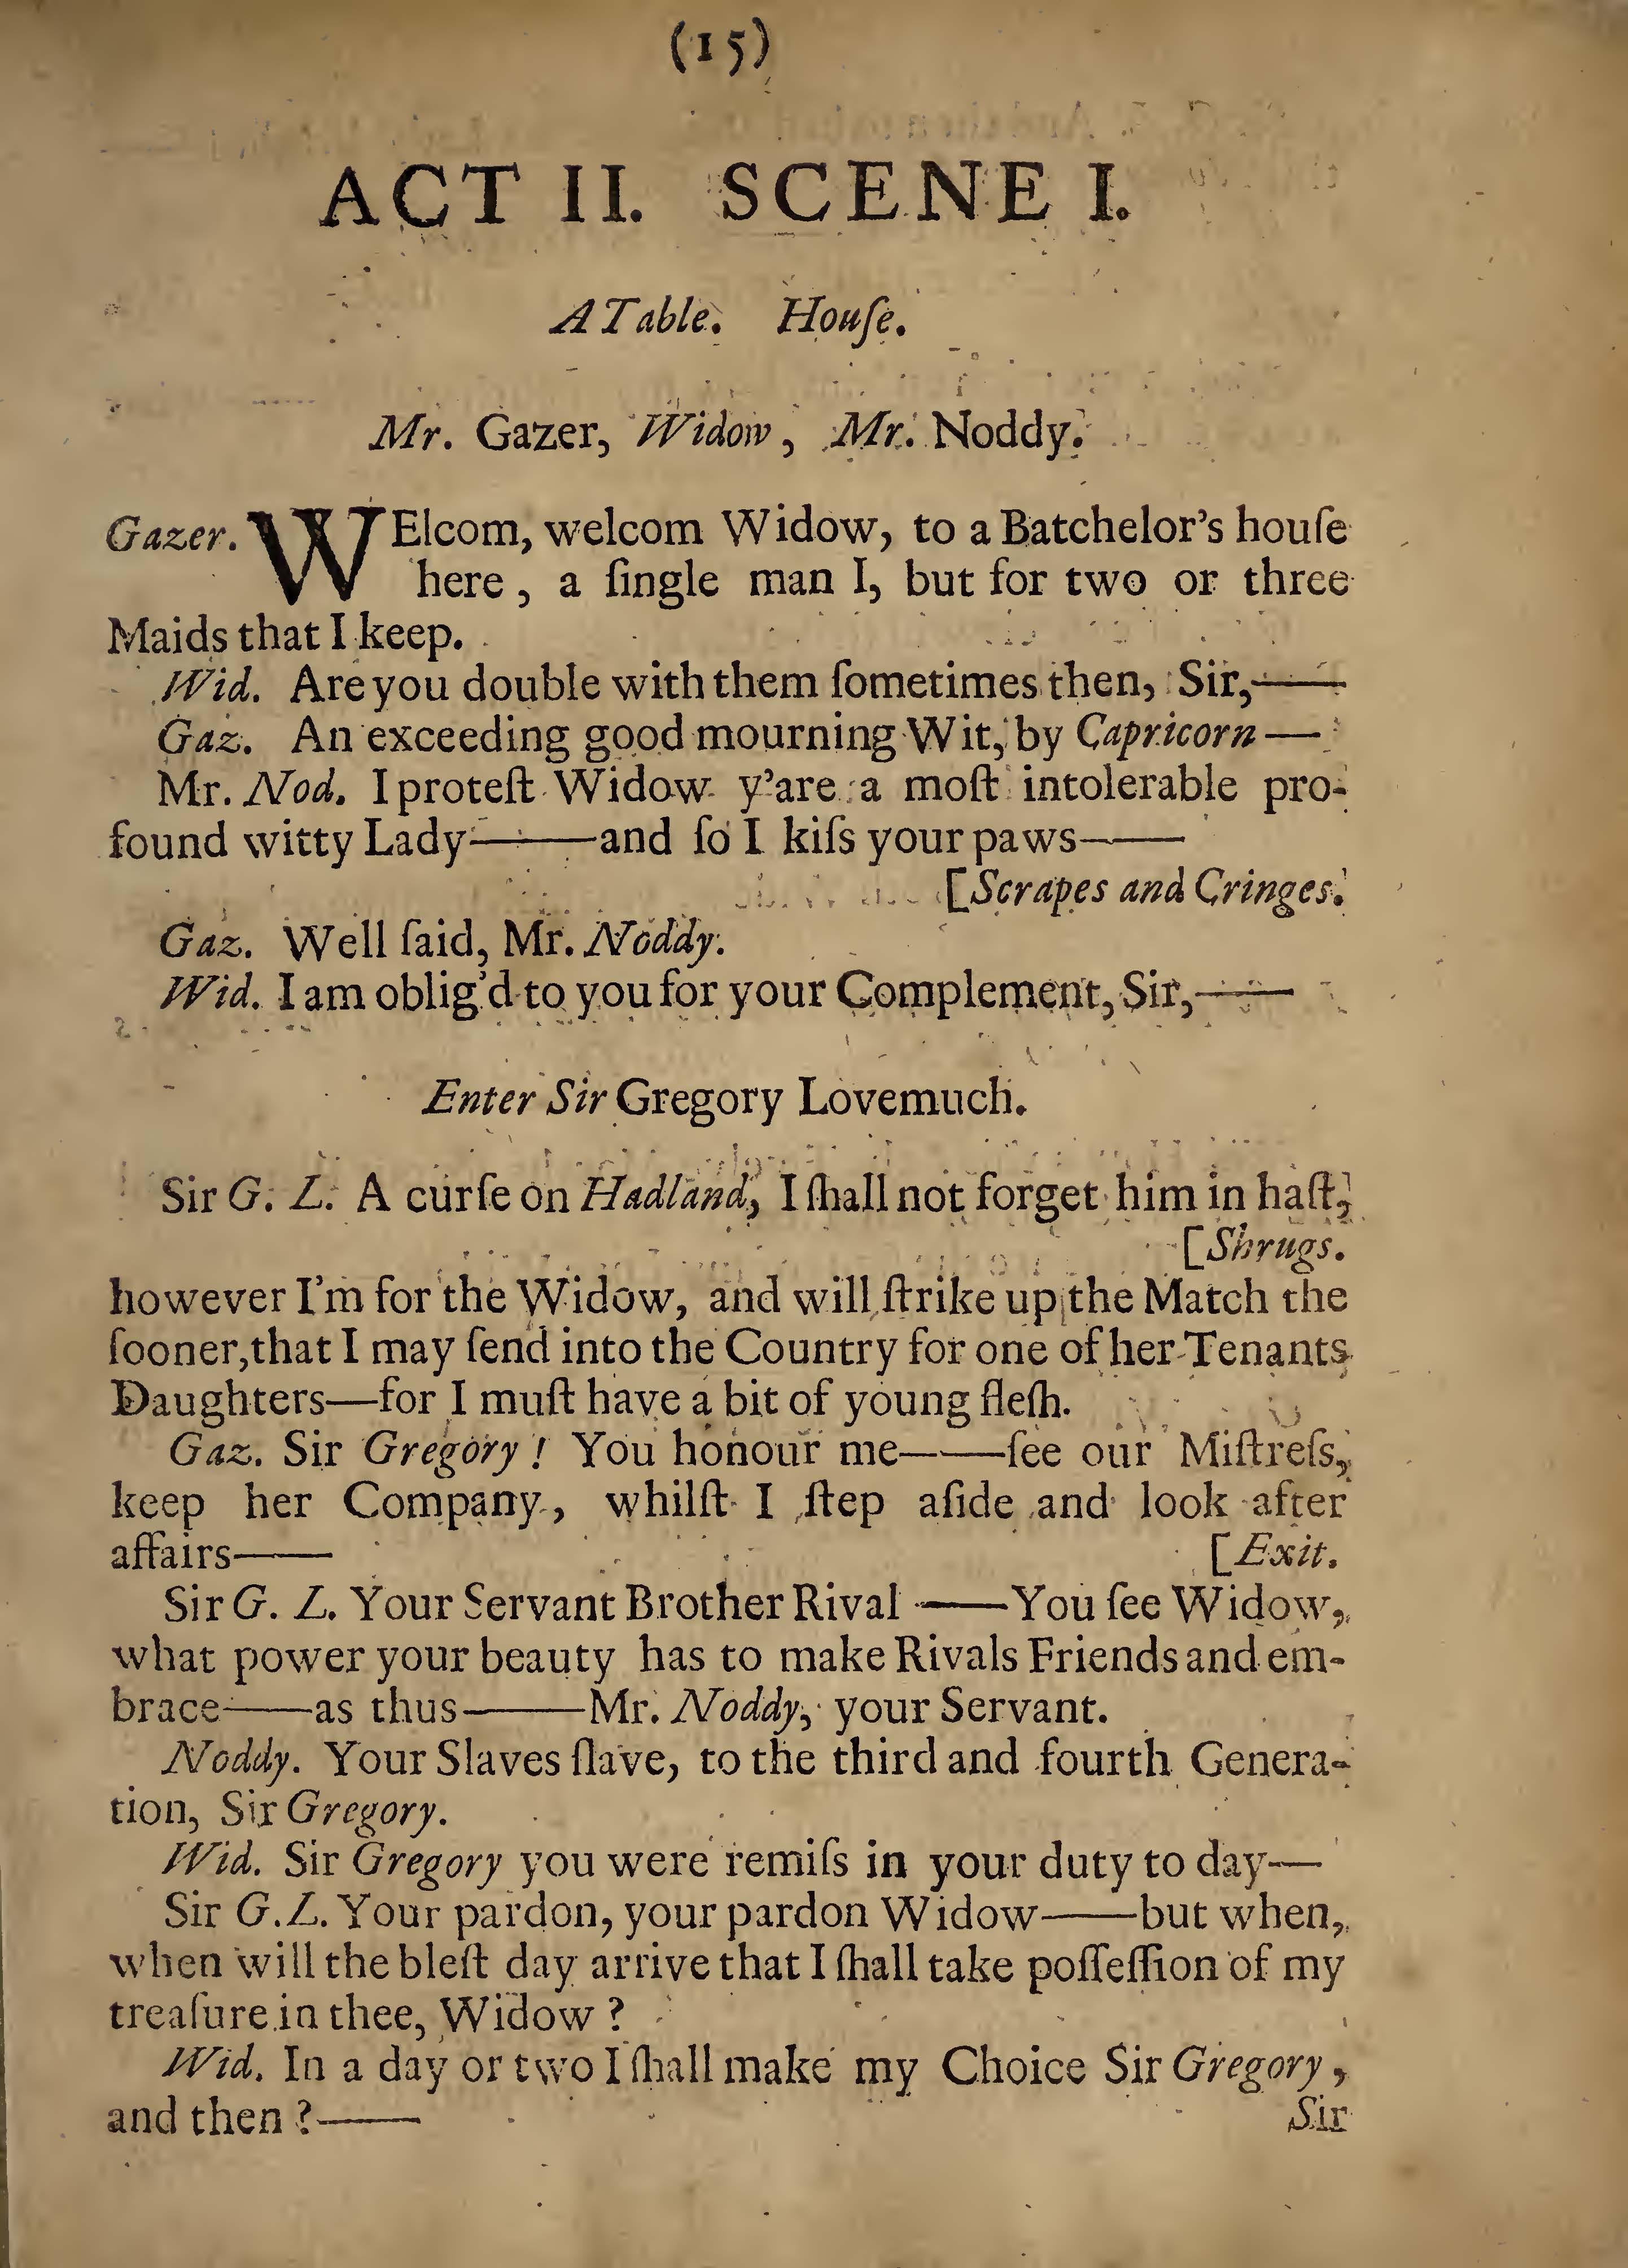 (15)
ACT II. SCENE I.
A Table. Houſe.
Mr. Gazer, Widow, Mr. Noddy.
Gazer. WElcom, welcom Widow, to a Batchelor's houſe
here, a ſingle man I, but for two or three
Maids that I keep.
Wid. Are you double with them ſometimes then, Sir,——
Gaz. An exceeding good mourning Wit, by Capricorn —
Mr. Nod. I proteſt Widow y'are a moſt intolerable pro-
found witty Lady———and ſo I kiſs your paws——
[Scrapes and Cringes.
Gaz. Well ſaid, Mr. Noddy.
Wid. I am oblig'd to you for your Complement, Sir,——
Enter Sir Gregory Lovemuch.
Sir G. L. A curſe on Hadland, I ſhall not forget him in haſt,
[Shrugs.
however I'm for the Widow, and will ſtrike up the Match the
ſooner, that I may ſend into the Country for one of her Tenants
Daughters—for I muſt have a bit of young fleſh.
Gaz. Sir Gregory! You honour me——ſee our Miſtreſs,
keep her Company, whilſt I ſtep aſide and look after
affairs—— [Exit.
Sir G. L. Your Servant Brother Rival ——You ſee Widow,
what power your beauty has to make Rivals Friends and em-
brace——as thus———Mr. Noddy, your Servant.
Noddy. Your Slaves ſlave, to the third and fourth Genera-
tion, Sir Gregory.
Wid. Sir Gregory you were remiſs in your duty to day—
Sir G.L. Your pardon, your pardon Widow——but when,
when will the bleſt day arrive that I ſhall take poſſeſſion of my
treaſure in thee, Widow ?
Wid. In a day or two I ſhall make my Choice Sir Gregory,
and then ?—— Sir